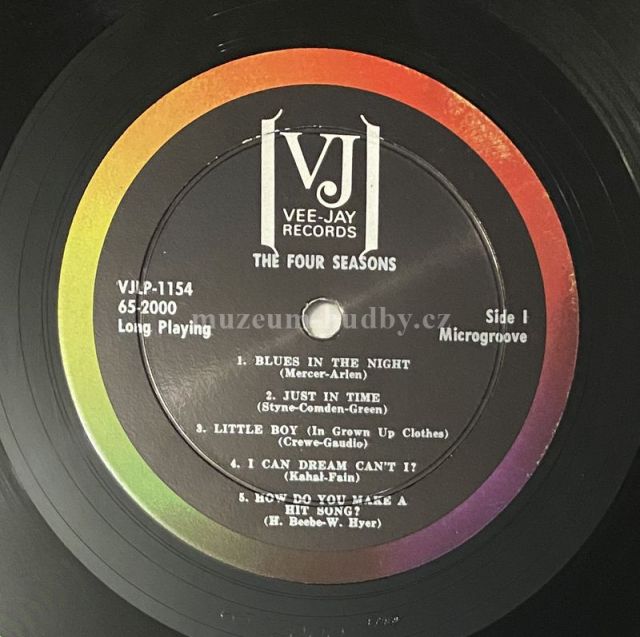 VJ
VEE-JAY
RECORDS
THE FOUR SEASONS
VJLP-1154
65-2000
Long Playing
Side I
Microgroove
muzeum-hudby.cz
1. BLUES IN THE NIGHT
(Mercer-Arlen)
2. JUST IN TIME
(Styne-Comden-Green)
3. LITTLE BOY (In Grown Up Clothes)
(Crewe-Gaudio)
4. I CAN DREAM CAN'T I?
(Kahal-Fain)
5. HOW DO YOU MAKE A
HIT SONG?
(H. Beebe-W. Hyer)